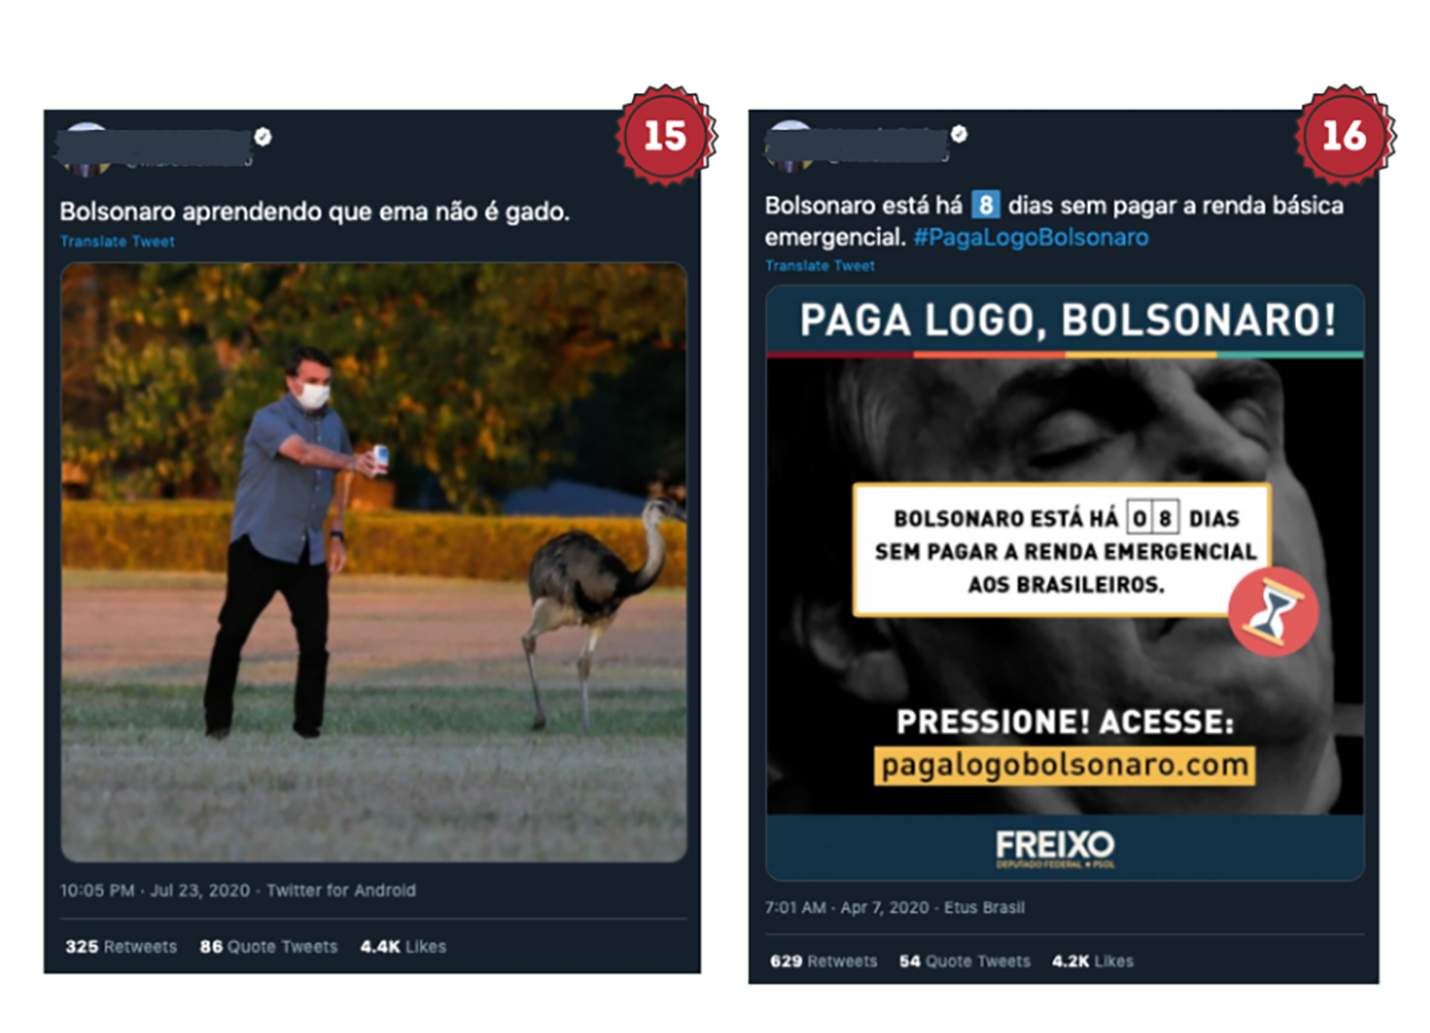 15
Bolsonaro aprendendo que ema não é gado.
Translate Tweet
10:05 PM · Jul 23, 2020 · Twitter for Android
325 Retweets 86 Quote Tweets 4.4K Likes
16
Bolsonaro está há 8 dias sem pagar a renda básica
emergencial. #PagaLogoBolsonaro
Translate Tweet
PAGA LOGO, BOLSONARO!
BOLSONARO ESTÁ HÁ 08 DIAS
SEM PAGAR A RENDA EMERGENCIAL
AOS BRASILEIROS.
PRESSIONE! ACESSE:
pagalogobolsonaro.com
FREIXO
DEPUTADO FEDERAL • PSOL
7:01 AM · Apr 7, 2020 · Etus Brasil
629 Retweets 54 Quote Tweets 4.2K Likes